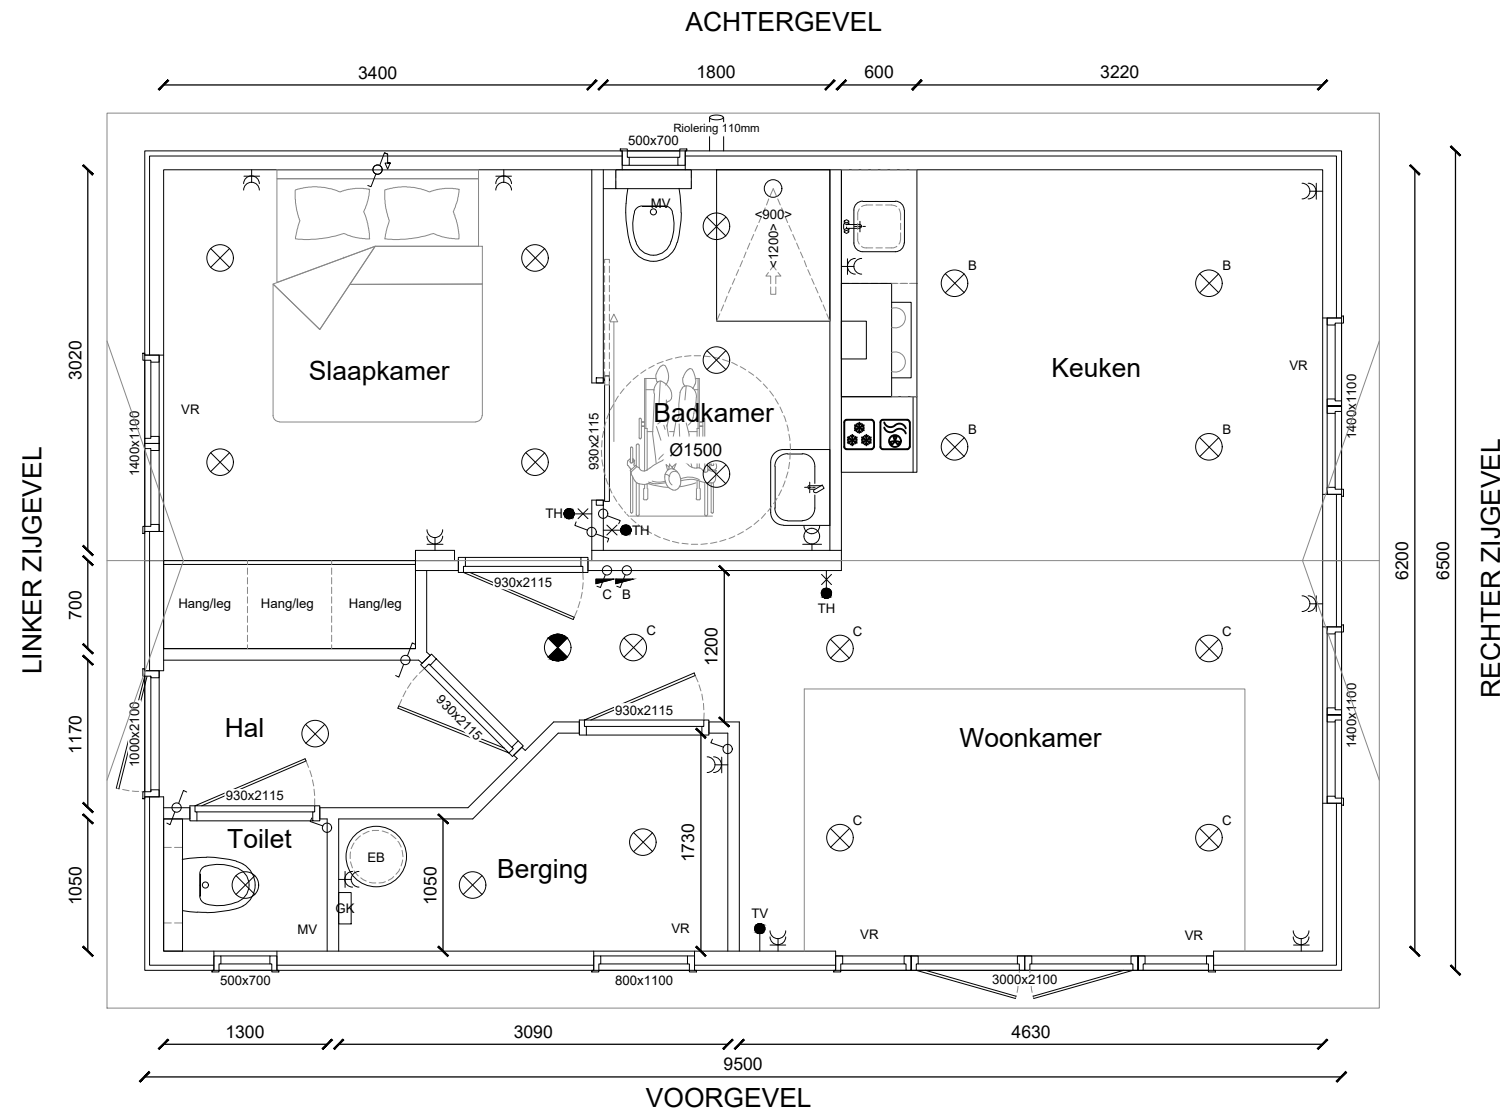 ACHTERGEVEL
3400
1800
600
3220
Riolering 110mm
500x700
MV
<900>
<1200>
B
B
3020
Slaapkamer
Keuken
VR
VR
1400x1100
1400x1100
Badkamer
930x2115
Ø1500
B
B
LINKER ZIJGEVEL
RECHTER ZIJGEVEL
TH
TH
6200
6500
930x2115
C
B
TH
700
Hang/leg
Hang/leg
Hang/leg
C
1200
C
C
1170
1000x2100
Hal
930x2115
930x2115
1400x1100
Woonkamer
930x2115
Toilet
1730
C
C
EB
Berging
1050
1050
GK
MV
VR
TV
VR
VR
500x700
800x1100
3000x2100
1300
3090
4630
9500
VOORGEVEL